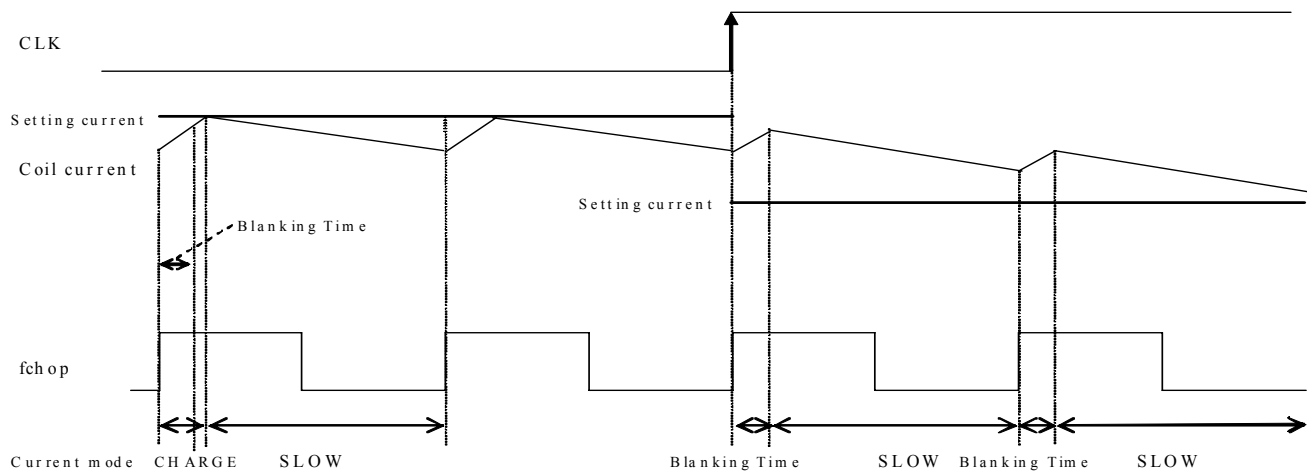 CLK
Setting current
Coil current
Setting current
Blanking Time
fchop
Current mode CHARGE SLOW Blanking Time SLOW Blanking Time SLOW